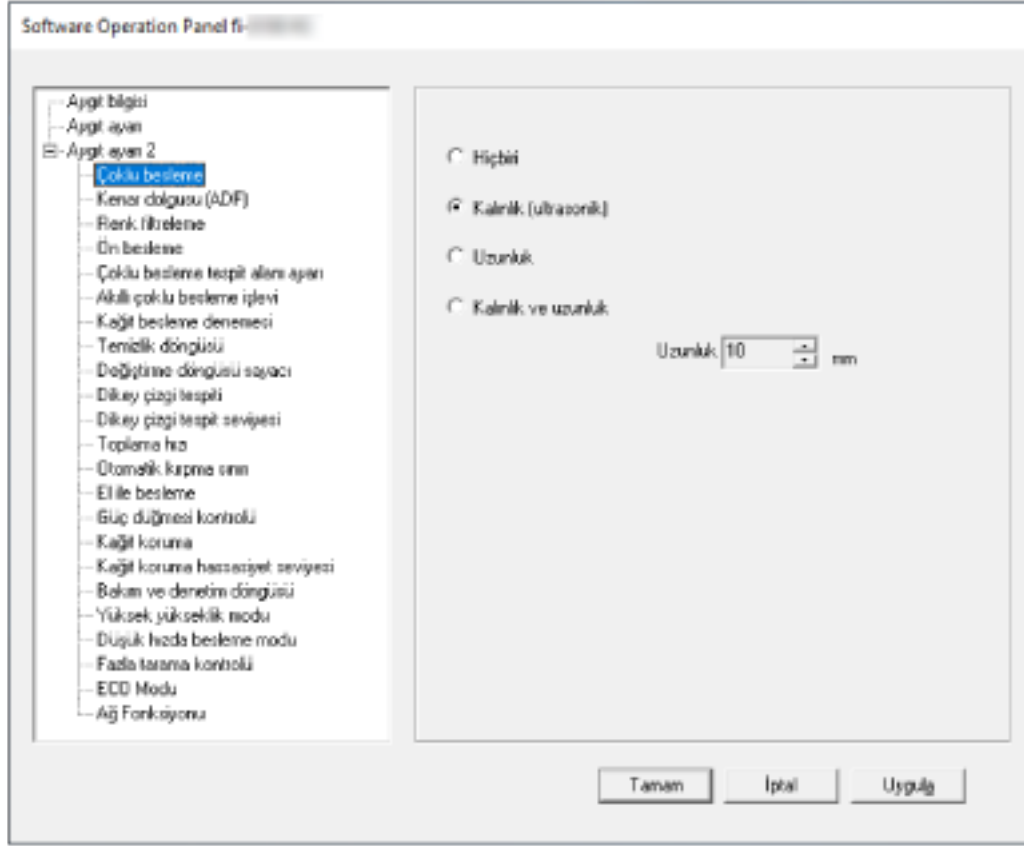 Software Operation Panel fi-
Aygıt bilgisi
Aygıt ayarı
Aygıt ayarı 2
Çoklu besleme
Kenar dolgusu (ADF)
Renk filtreleme
Ön besleme
Çoklu besleme tespit alanı ayarı
Akıllı çoklu besleme işlevi
Kağıt besleme denemesi
Temizlik döngüsü
Değiştirme döngüsü sayacı
Dikey çizgi tespiti
Dikey çizgi tespit seviyesi
Toplama hızı
Otomatik kırpma sınırı
El ile besleme
Güç düğmesi kontrolü
Kağıt koruma
Kağıt koruma hassasiyet seviyesi
Bakım ve denetim döngüsü
Yüksek yükseklik modu
Düşük hızda besleme modu
Fazla tarama kontrolü
ECO Modu
Ağ Fonksiyonu
Hiçbiri
Kalınlık (ultrasonik)
Uzunluk
Kalınlık ve uzunluk
Uzunluk 10 mm
Tamam İptal Uygula